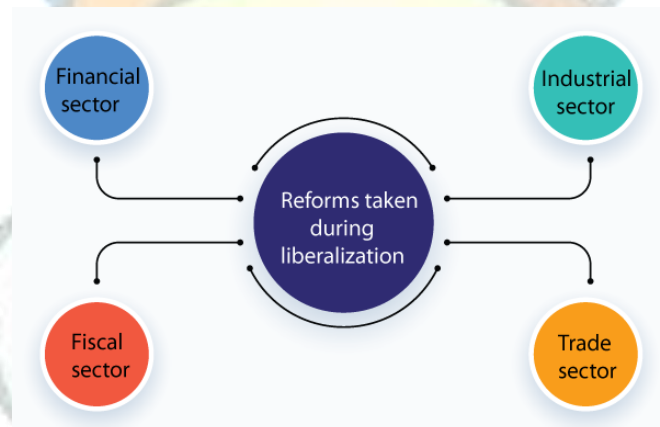 Financial
sector
Industrial
sector
Reforms taken
during
liberalization
Fiscal
sector
Trade
sector